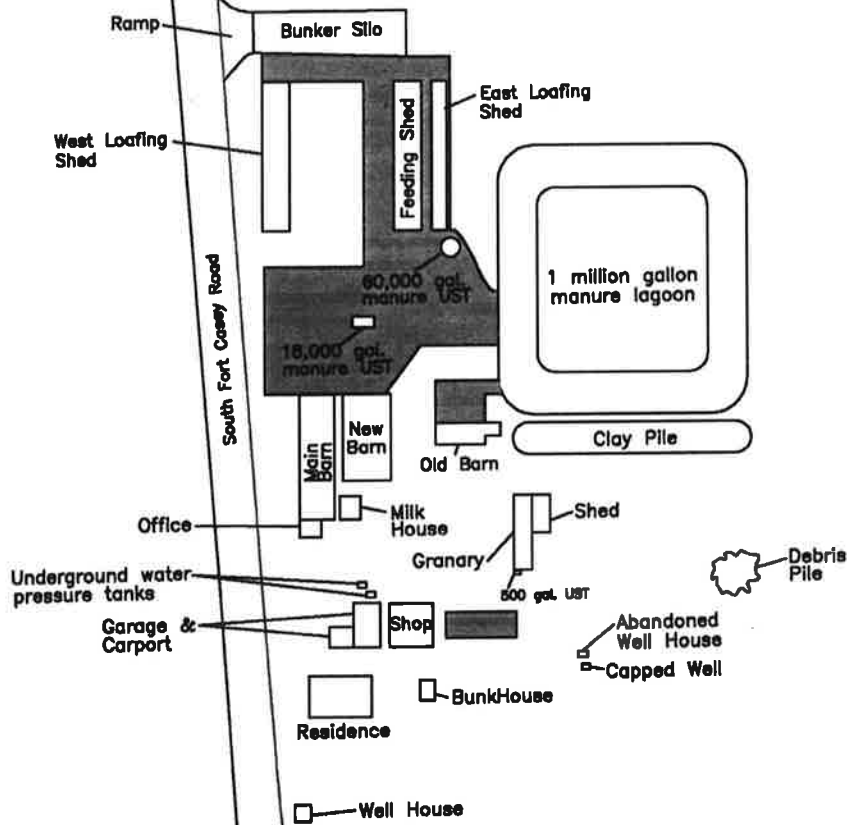 Ramp
Bunker Silo
East Loafing
Shed
West Loafing
Shed
Feeding Shed
60,000 gal.
manure UST
1 million gallon
manure lagoon
18,000 gal.
manure UST
South Fort Casey Road
Main
Barn
New
Barn
Old Barn
Clay Pile
Office
Milk
House
Shed
Granary
Debris
Pile
Underground water
pressure tanks
500 gal. UST
Garage &
Carport
Shop
Abandoned
Well House
Capped Well
BunkHouse
Residence
Well House